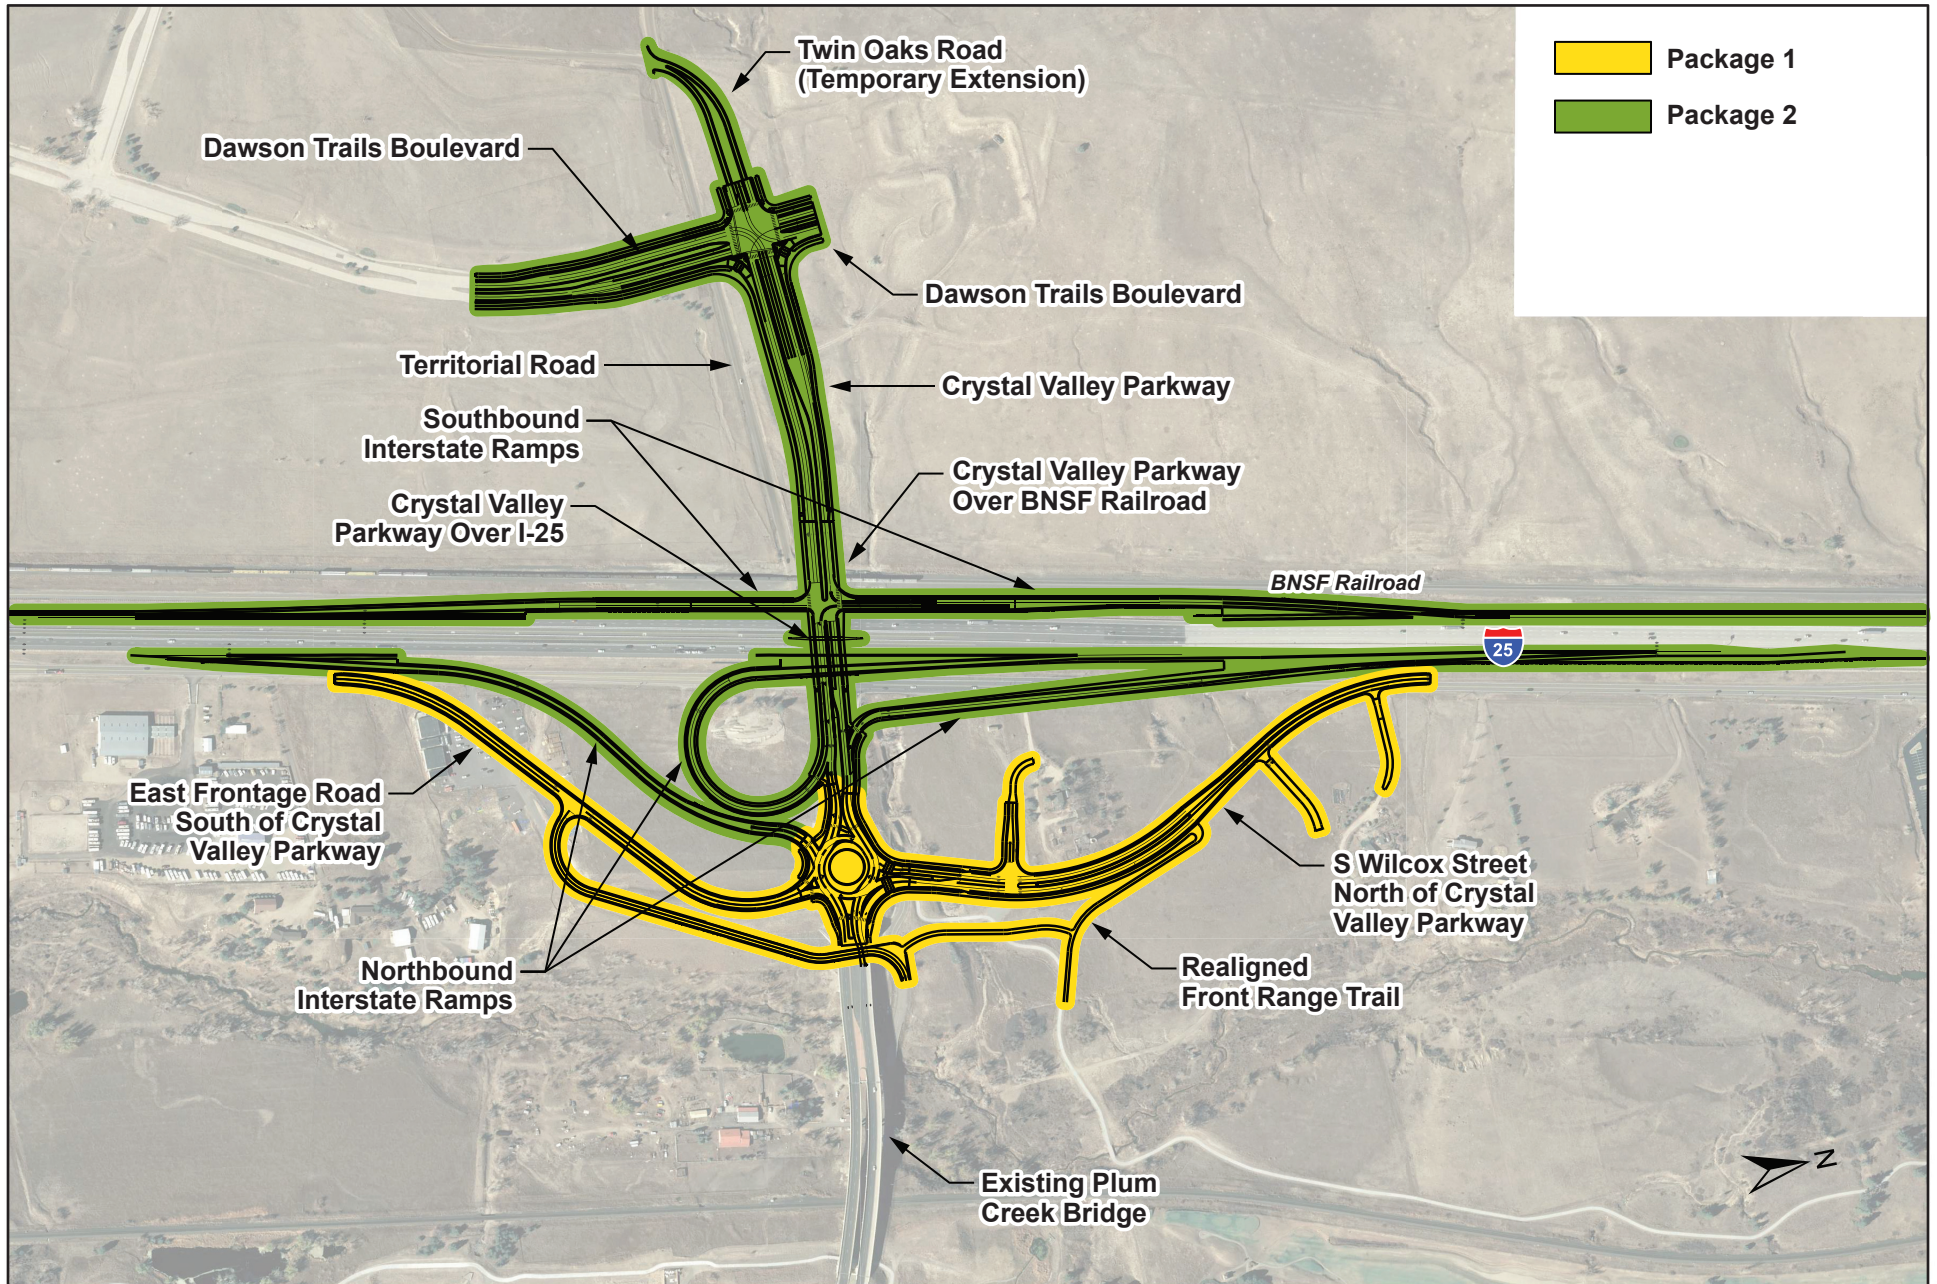 Twin Oaks Road
(Temporary Extension)
Package 1
Package 2
Dawson Trails Boulevard
Dawson Trails Boulevard
Territorial Road
Crystal Valley Parkway
Southbound
Interstate Ramps
Crystal Valley Parkway
Over BNSF Railroad
Crystal Valley
Parkway Over I-25
BNSF Railroad
25
East Frontage Road
South of Crystal
Valley Parkway
S Wilcox Street
North of Crystal
Valley Parkway
Northbound
Interstate Ramps
Realigned
Front Range Trail
Existing Plum
Creek Bridge
N